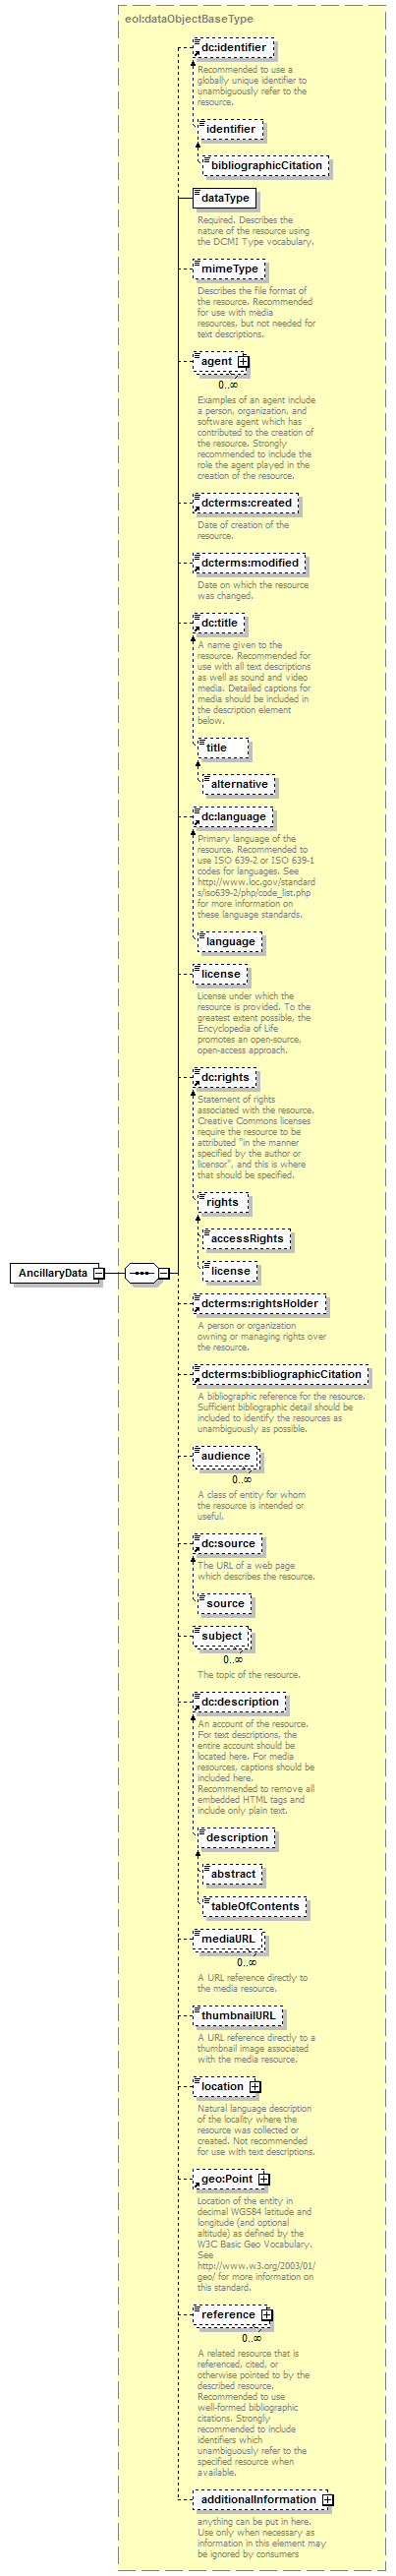 eol:dataObjectBaseType
dc:identifier
Recommended to use a
globally unique identifier to
unambiguously refer to the
resource.
identifier
bibliographicCitation
dataType
Required. Describes the
nature of the resource using
the DCMI Type vocabulary.
mimeType
Describes the file format of
the resource. Recommended
for use with media
resources, but not needed for
text descriptions.
agent
0..∞
Examples of an agent include
a person, organization, and
software agent which has
contributed to the creation of
the resource. Strongly
recommended to include the
role the agent played in the
creation of the resource.
dcterms:created
Date of creation of the
resource.
dcterms:modified
Date on which the resource
was changed.
dc:title
A name given to the
resource. Recommended for
use with all text descriptions
as well as sound and video
media. Detailed captions for
media should be included in
the description element
below.
title
alternative
dc:language
Primary language of the
resource. Recommended to
use ISO 639-2 or ISO 639-1
codes for languages. See
http://www.loc.gov/standard
s/iso639-2/php/code_list.php
for more information on
these language standards.
language
license
License under which the
resource is provided. To the
greatest extent possible, the
Encyclopedia of Life
promotes an open-source,
open-access approach.
dc:rights
Statement of rights
associated with the resource.
Creative Commons licenses
require the resource to be
attributed "in the manner
specified by the author or
licensor", and this is where
that should be specified.
rights
accessRights
license
AncillaryData
dcterms:rightsHolder
A person or organization
owning or managing rights over
the resource.
dcterms:bibliographicCitation
A bibliographic reference for the resource.
Sufficient bibliographic detail should be
included to identify the resources as
unambiguously as possible.
audience
0..∞
A class of entity for whom
the resource is intended or
useful.
dc:source
The URL of a web page
which describes the resource.
source
subject
0..∞
The topic of the resource.
dc:description
An account of the resource.
For text descriptions, the
entire account should be
located here. For media
resources, captions should be
included here.
Recommended to remove all
embedded HTML tags and
include only plain text.
description
abstract
tableOfContents
mediaURL
0..∞
A URL reference directly to
the media resource.
thumbnailURL
A URL reference directly to a
thumbnail image associated
with the media resource.
location
Natural language description
of the locality where the
resource was collected or
created. Not recommended
for use with text descriptions.
geo:Point
Location of the entity in
decimal WGS84 latitude and
longitude (and optional
altitude) as defined by the
W3C Basic Geo Vocabulary.
See
http://www.w3.org/2003/01/
geo/ for more information on
this standard.
reference
0..∞
A related resource that is
referenced, cited, or
otherwise pointed to by the
described resource.
Recommended to use
well-formed bibliographic
citations. Strongly
recommended to include
identifiers which
unambiguously refer to the
specified resource when
available.
additionalInformation
anything can be put in here.
Use only when necessary as
information in this element may
be ignored by consumers